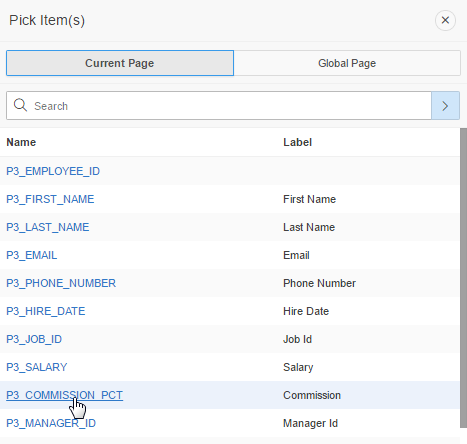 Pick Item(s)
Current Page Global Page
Search
Name Label
P3_EMPLOYEE_ID
P3_FIRST_NAME First Name
P3_LAST_NAME Last Name
P3_EMAIL Email
P3_PHONE_NUMBER Phone Number
P3_HIRE_DATE Hire Date
P3_JOB_ID Job Id
P3_SALARY Salary
P3_COMMISSION_PCT Commission
P3_MANAGER_ID Manager Id